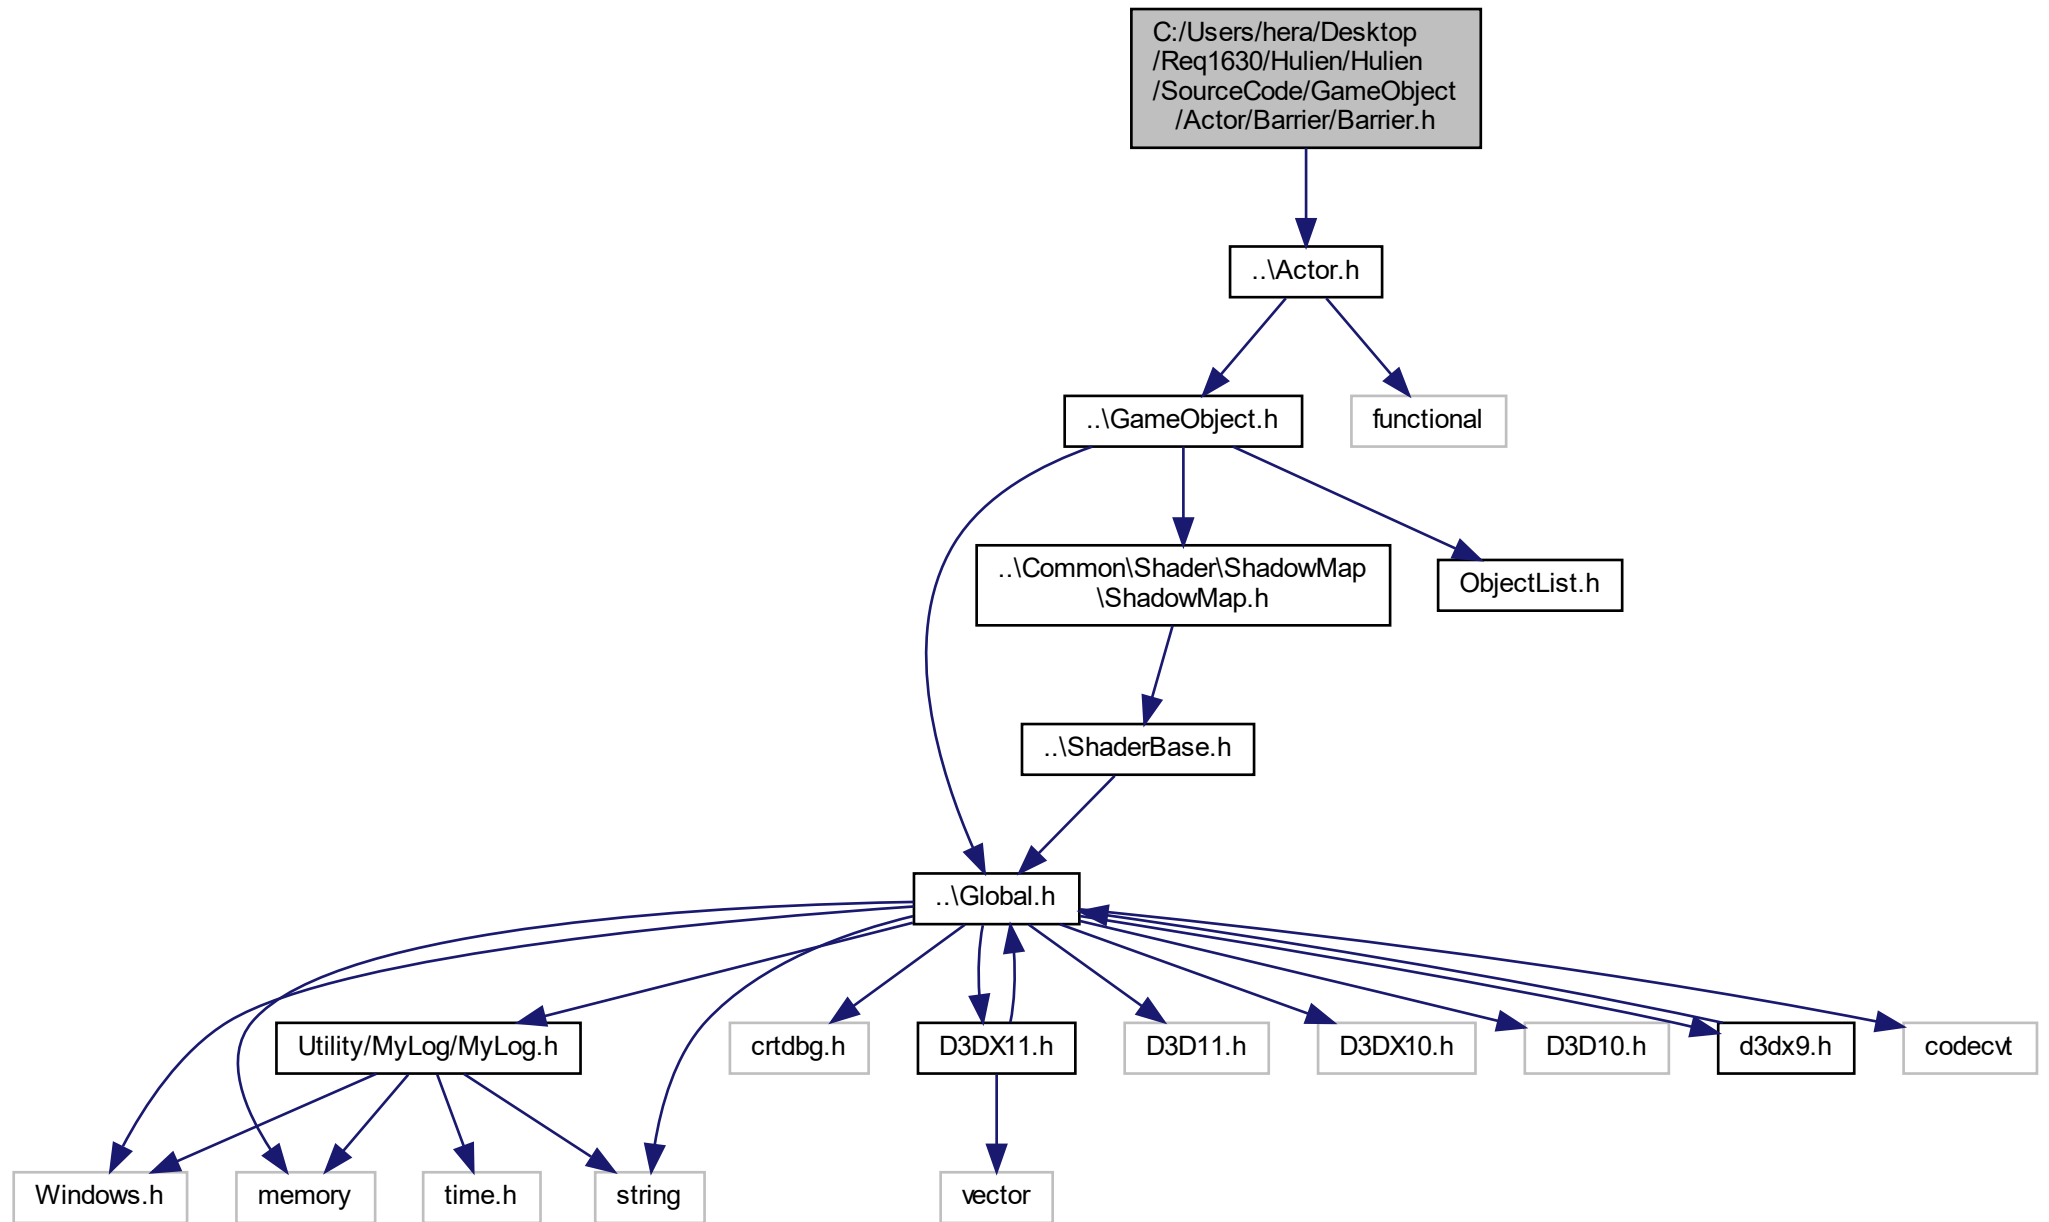 C:/Users/hera/Desktop
/Req1630/Hulien/Hulien
/SourceCode/GameObject
/Actor/Barrier/Barrier.h
..\Actor.h
..\GameObject.h
functional
..\Common\Shader\ShadowMap
\ShadowMap.h
ObjectList.h
..\ShaderBase.h
..\Global.h
Utility/MyLog/MyLog.h
crtdbg.h
D3DX11.h
D3D11.h
D3DX10.h
D3D10.h
d3dx9.h
codecvt
Windows.h
memory
time.h
string
vector